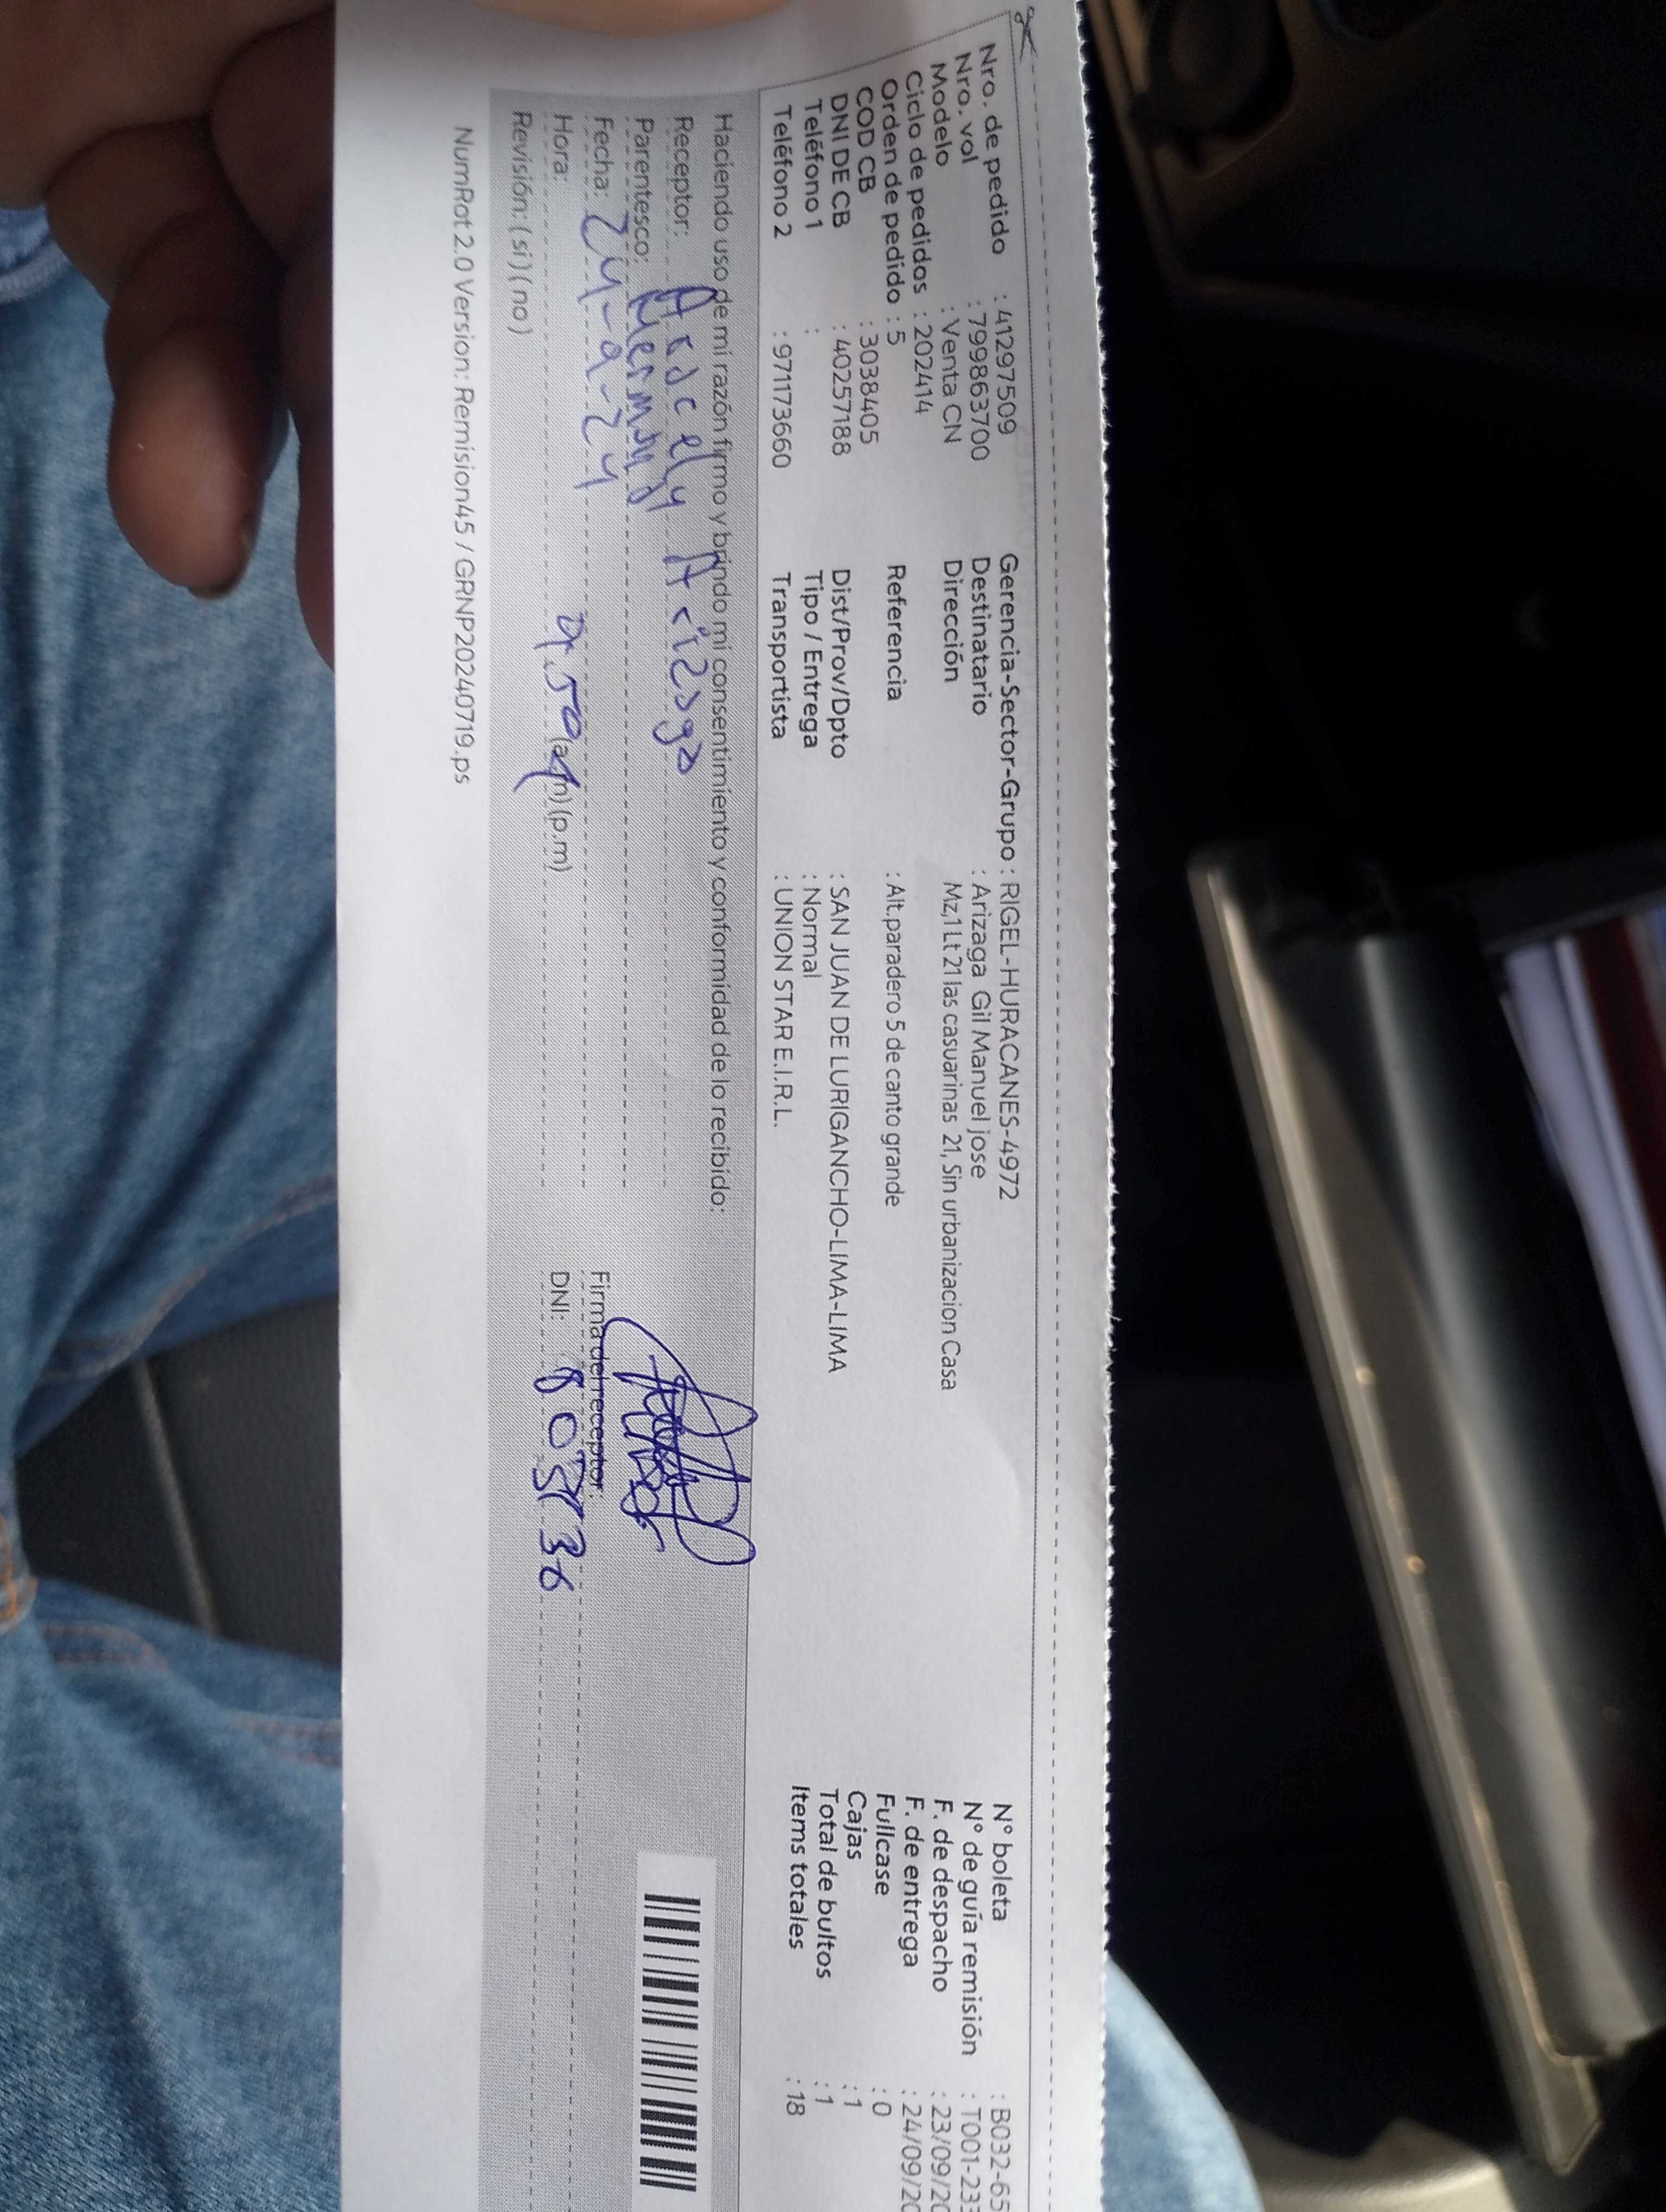 Nro. de pedido : 41297509
Nro. vol : 799863700
Modelo : Venta CN
Ciclo de pedidos : 202414
Orden de pedido : 5
COD CB : 3038405
DNI DE CB : 40257188
Teléfono 1 :
Teléfono 2 : 971173660
Gerencia-Sector-Grupo : RIGEL-HURACANES-4972
Destinatario : Arizaga Gil Manuel jose
Dirección Mz,1 Lt 21 las casuarinas 21, Sin urbanizacion Casa
Referencia : Alt.paradero 5 de canto grande
Dist/Prov/Dpto : SAN JUAN DE LURIGANCHO-LIMA-LIMA
Tipo / Entrega : Normal
Transportista : UNION STAR E.I.R.L.
N° boleta : B032-65
N° de guía remisión : T001-233
F. de despacho : 23/09/20
F. de entrega : 24/09/20
Fullcase : 0
Cajas : 1
Total de bultos : 1
Items totales : 18
Haciendo uso de mi razón firmo y brindo mi consentimiento y conformidad de lo recibido:
Receptor: Aracely Arizaga
Parentesco: Hermana
Fecha: 24-9-24
Hora: 9.50 (a.m) (p.m)
Revisión: (si) (no)
Firma del receptor:
DNI:
NumRot 2.0 Version: Remision45 / GRNP20240719.ps